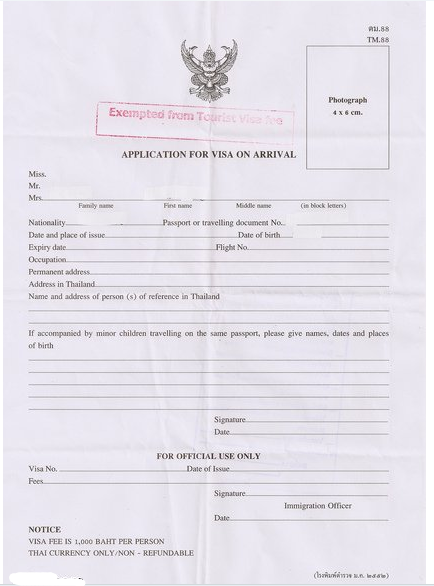 ตม.88
TM.88
Photograph
4 x 6 cm.
Exempted from Tourist Visa fee
APPLICATION FOR VISA ON ARRIVAL
Miss.
Mr.
Mrs.
Family name First name Middle name (in block letters)
Nationality Passport or travelling document No.
Date and place of issue Date of birth
Expiry date Flight No.
Occupation
Permanent address
Address in Thailand
Name and address of person (s) of reference in Thailand
If accompanied by minor children travelling on the same passport, please give names, dates and places
of birth
Signature
Date
FOR OFFICIAL USE ONLY
Visa No. Date of Issue
Fees
Signature
Immigration Officer
Date
NOTICE
VISA FEE IS 1,000 BAHT PER PERSON
THAI CURRENCY ONLY/NON - REFUNDABLE
(โรงพิมพ์ตำรวจ ม.ค. ๒๕๕๒)